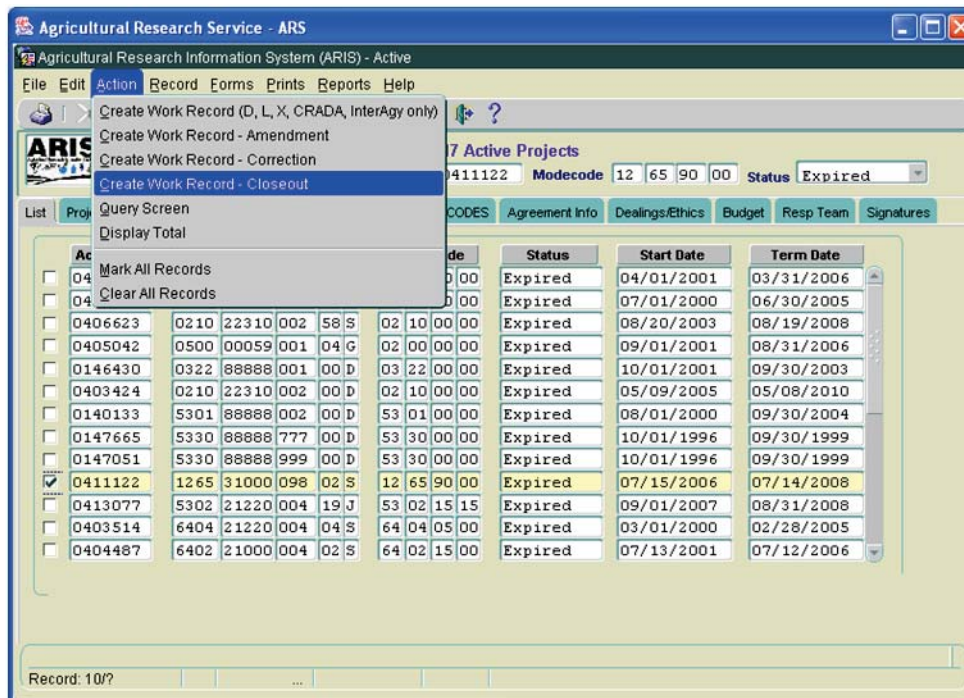 Agricultural Research Service - ARS
Agricultural Research Information System (ARIS) - Active
File Edit Action Record Forms Prints Reports Help
Create Work Record (D, L, X, CRADA, InterAgy only)
?
Create Work Record - Amendment
ARIS
Create Work Record - Correction
17 Active Projects
Create Work Record - Closeout
0411122 Modecode 12 65 90 00 Status Expired
List Proj
Query Screen
CODES Agreement Info Dealings/Ethics Budget Resp Team Signatures
Display Total
Ac de Status Start Date Term Date
Mark All Records
04 00 Expired 04/01/2001 03/31/2006
Clear All Records
04 00 Expired 07/01/2000 06/30/2005
0406623 0210 22310 002 58 S 02 10 00 00 Expired 08/20/2003 08/19/2008
0405042 0500 00059 001 04 G 02 00 00 00 Expired 09/01/2001 08/31/2006
0146430 0322 88888 001 00 D 03 22 00 00 Expired 10/01/2001 09/30/2003
0403424 0210 22310 002 00 D 02 10 00 00 Expired 05/09/2005 05/08/2010
0140133 5301 88888 002 00 D 53 01 00 00 Expired 08/01/2000 09/30/2004
0147665 5330 88888 777 00 D 53 30 00 00 Expired 10/01/1996 09/30/1999
0147051 5330 88888 999 00 D 53 30 00 00 Expired 10/01/1996 09/30/1999
0411122 1265 31000 098 02 S 12 65 90 00 Expired 07/15/2006 07/14/2008
0413077 5302 21220 004 19 J 53 02 15 15 Expired 09/01/2007 08/31/2008
0403514 6404 21220 004 04 S 64 04 05 00 Expired 03/01/2000 02/28/2005
0404487 6402 21000 004 02 S 64 02 15 00 Expired 07/13/2001 07/12/2006
Record: 10/? ...